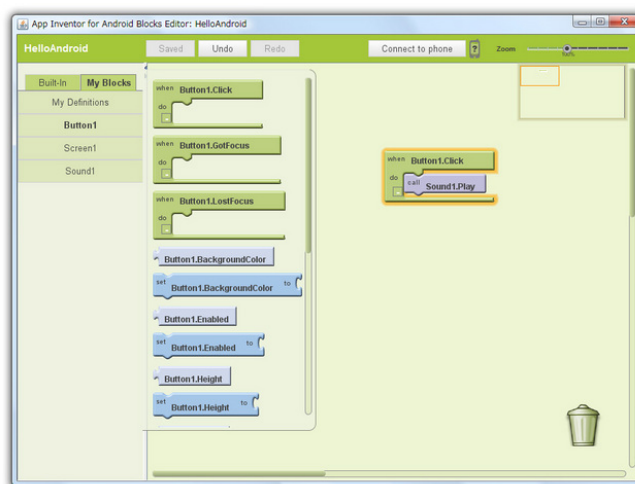 App Inventor for Android Blocks Editor: HelloAndroid
HelloAndroid
Saved
Undo
Redo
Connect to phone
?
Zoom
Built-In
My Blocks
My Definitions
Button1
Screen1
Sound1
when Button1.Click
do
when Button1.GotFocus
do
when Button1.LostFocus
do
Button1.BackgroundColor
set Button1.BackgroundColor to
Button1.Enabled
set Button1.Enabled to
Button1.Height
set Button1.Height to
when Button1.Click
do
call Sound1.Play